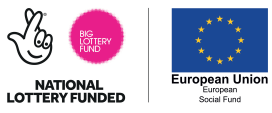 BIG
LOTTERY
FUND
NATIONAL
LOTTERY FUNDED
European Union
European
Social Fund